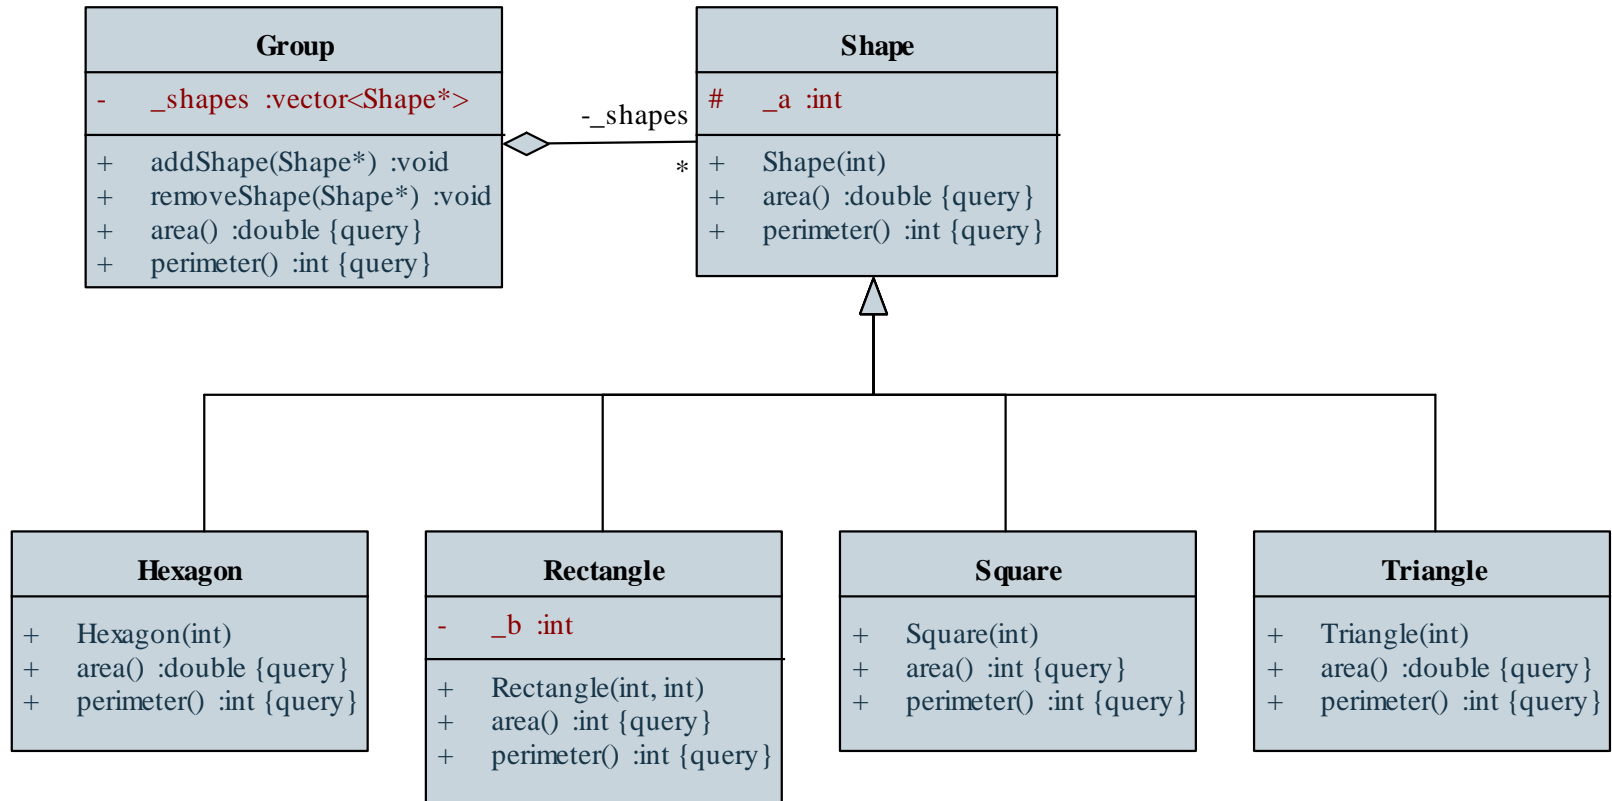 Group
- _shapes :vector<Shape*>
+ addShape(Shape*) :void
+ removeShape(Shape*) :void
+ area() :double {query}
+ perimeter() :int {query}
-_shapes
*
Shape
# _a :int
+ Shape(int)
+ area() :double {query}
+ perimeter() :int {query}
Hexagon
+ Hexagon(int)
+ area() :double {query}
+ perimeter() :int {query}
Rectangle
- _b :int
+ Rectangle(int, int)
+ area() :int {query}
+ perimeter() :int {query}
Square
+ Square(int)
+ area() :int {query}
+ perimeter() :int {query}
Triangle
+ Triangle(int)
+ area() :double {query}
+ perimeter() :int {query}